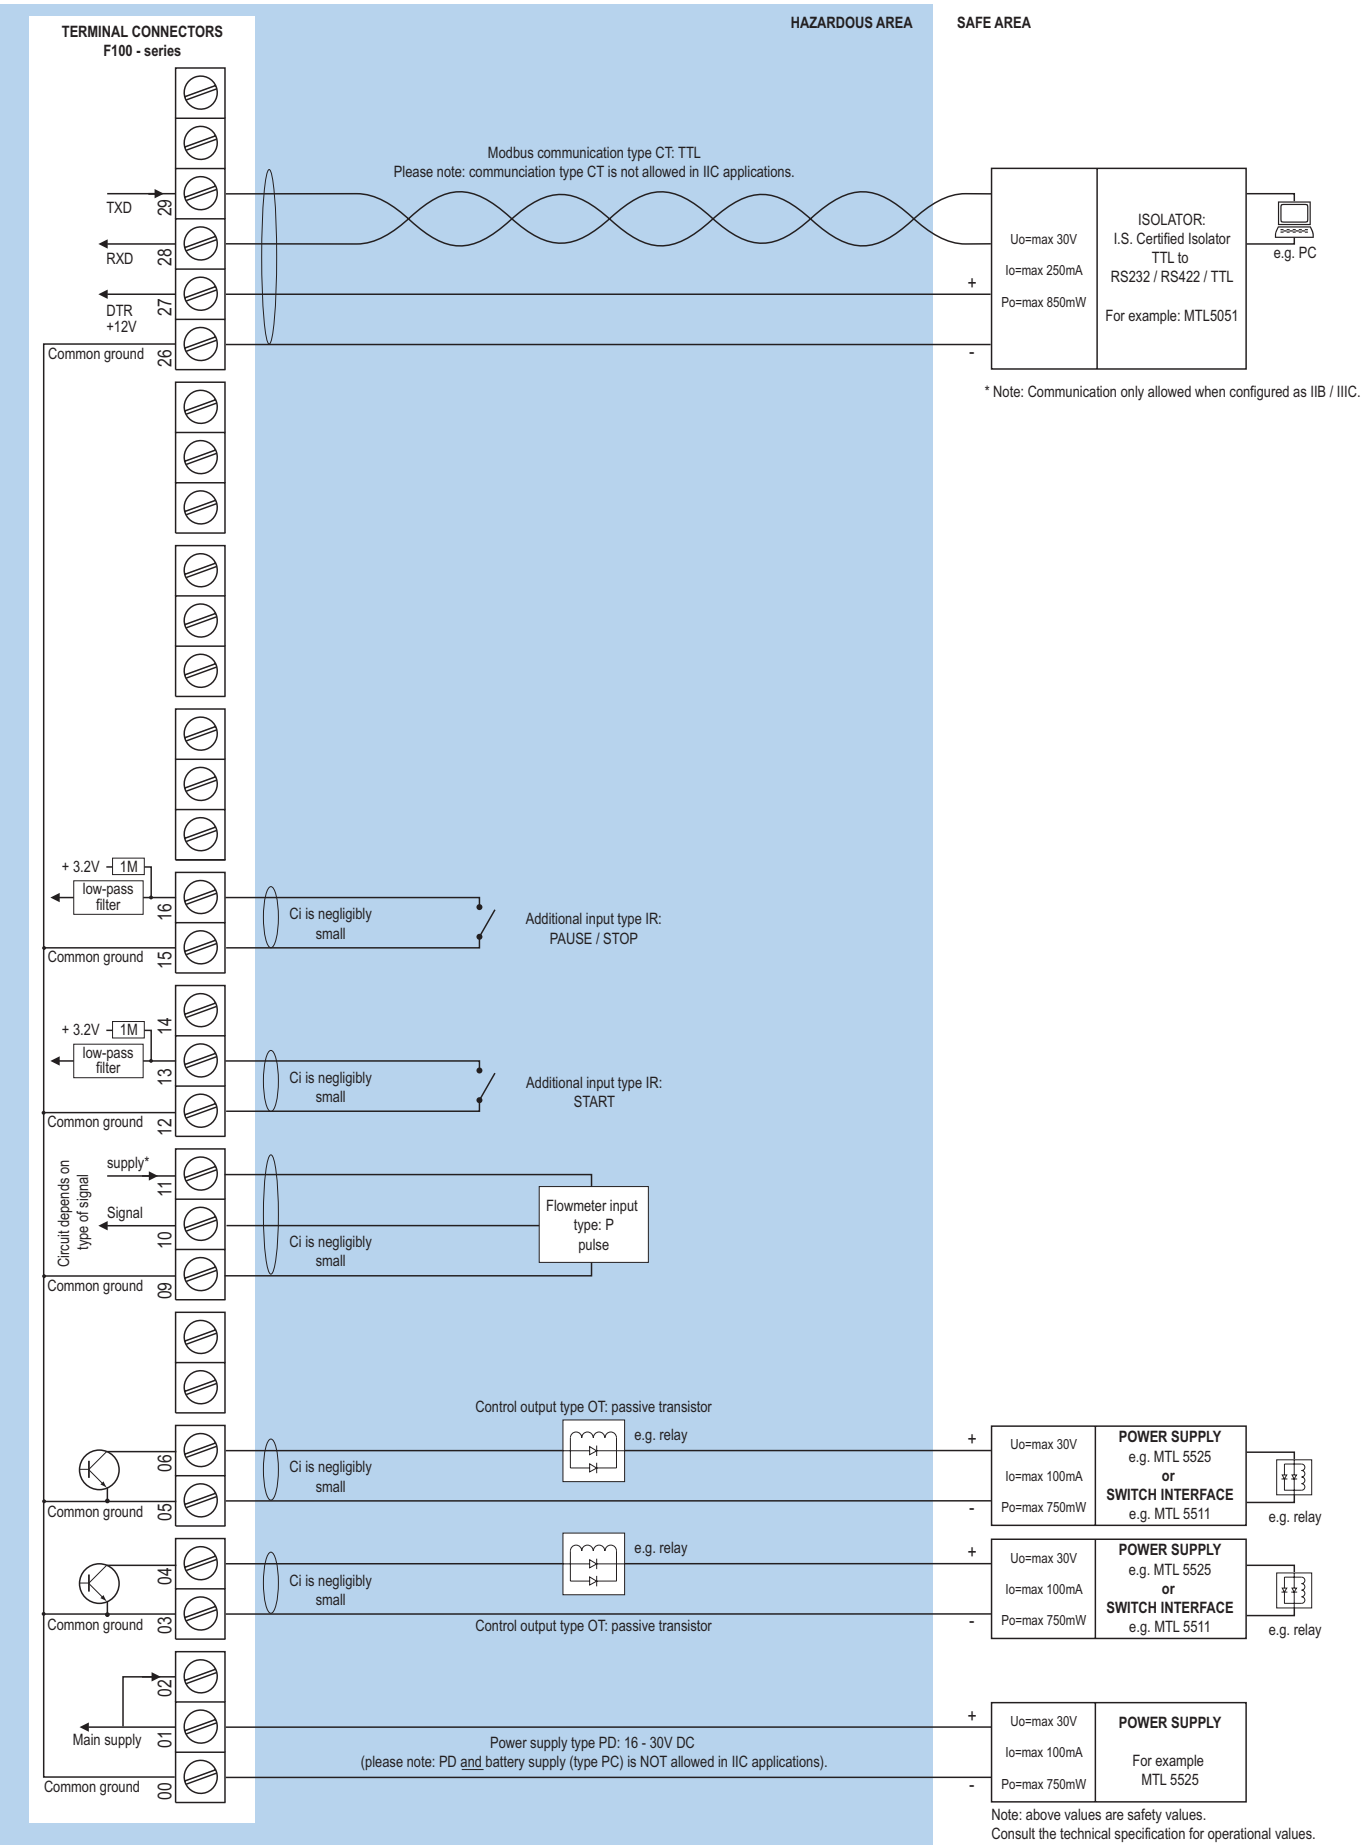 TERMINAL CONNECTORS
F100 - series
HAZARDOUS AREA
SAFE AREA
Modbus communication type CT: TTL
Please note: communciation type CT is not allowed in IIC applications.
TXD
29
RXD
28
DTR
+12V
27
Common ground
26
+
-
Uo=max 30V
Io=max 250mA
Po=max 850mW
ISOLATOR:
I.S. Certified Isolator
TTL to
RS232 / RS422 / TTL
For example: MTL5051
e.g. PC
* Note: Communication only allowed when configured as IIB / IIIC.
+ 3.2V
1M
low-pass
filter
16
Common ground
15
Ci is negligibly
small
Additional input type IR:
PAUSE / STOP
14
+ 3.2V
1M
low-pass
filter
13
Common ground
12
Ci is negligibly
small
Additional input type IR:
START
Circuit depends on
type of signal
supply*
11
Signal
10
Common ground
09
Ci is negligibly
small
Flowmeter input
type: P
pulse
Control output type OT: passive transistor
e.g. relay
06
Ci is negligibly
small
Common ground
05
+
-
Uo=max 30V
Io=max 100mA
Po=max 750mW
POWER SUPPLY
e.g. MTL 5525
or
SWITCH INTERFACE
e.g. MTL 5511
e.g. relay
e.g. relay
04
Ci is negligibly
small
Common ground
03
Control output type OT: passive transistor
+
-
Uo=max 30V
Io=max 100mA
Po=max 750mW
POWER SUPPLY
e.g. MTL 5525
or
SWITCH INTERFACE
e.g. MTL 5511
e.g. relay
02
Main supply
01
Common ground
00
Power supply type PD: 16 - 30V DC
(please note: PD and battery supply (type PC) is NOT allowed in IIC applications).
+
-
Uo=max 30V
Io=max 100mA
Po=max 750mW
POWER SUPPLY
For example
MTL 5525
Note: above values are safety values.
Consult the technical specification for operational values.